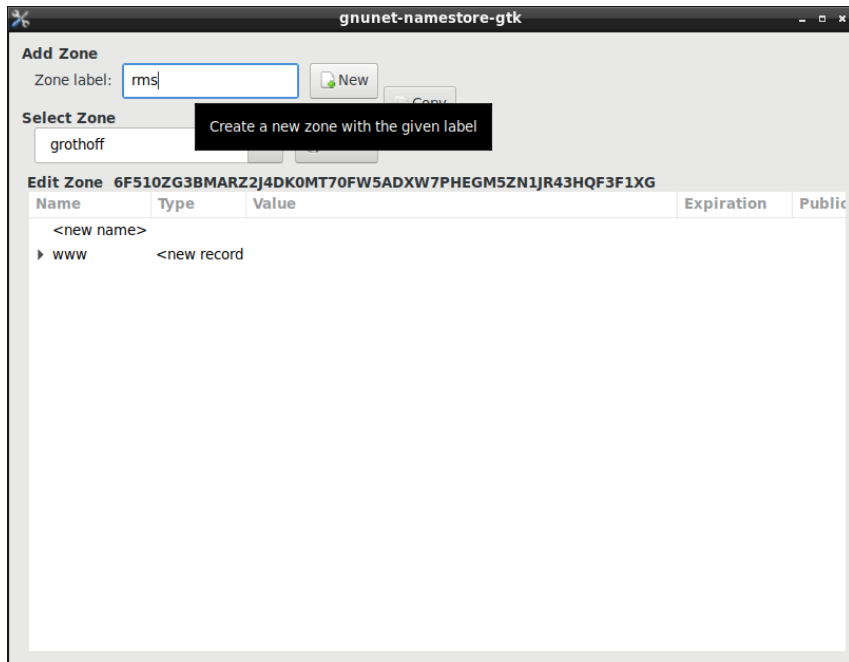 gnunet-namestore-gtk
Add Zone
Zone label: rms New
Copy
Select Zone
Create a new zone with the given label
grothoff
Edit Zone 6F510ZG3BMARZ2J4DK0MT70FW5ADXW7PHEGM5ZN1JR43HQF3F1XG
Name Type Value Expiration Public
<new name>
www <new record